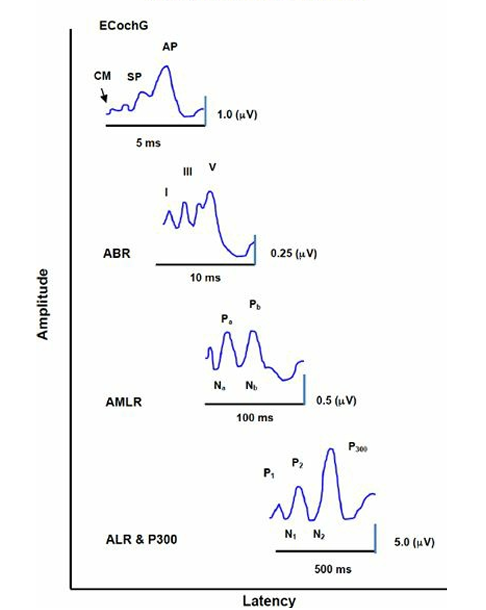 ECochG
AP
CM
SP
1.0 (µV)
5 ms
I
III
V
ABR
0.25 (µV)
10 ms
Pa
Pb
Na
Nb
AMLR
0.5 (µV)
100 ms
P1
P2
P300
N1
N2
ALR & P300
5.0 (µV)
500 ms
Amplitude
Latency